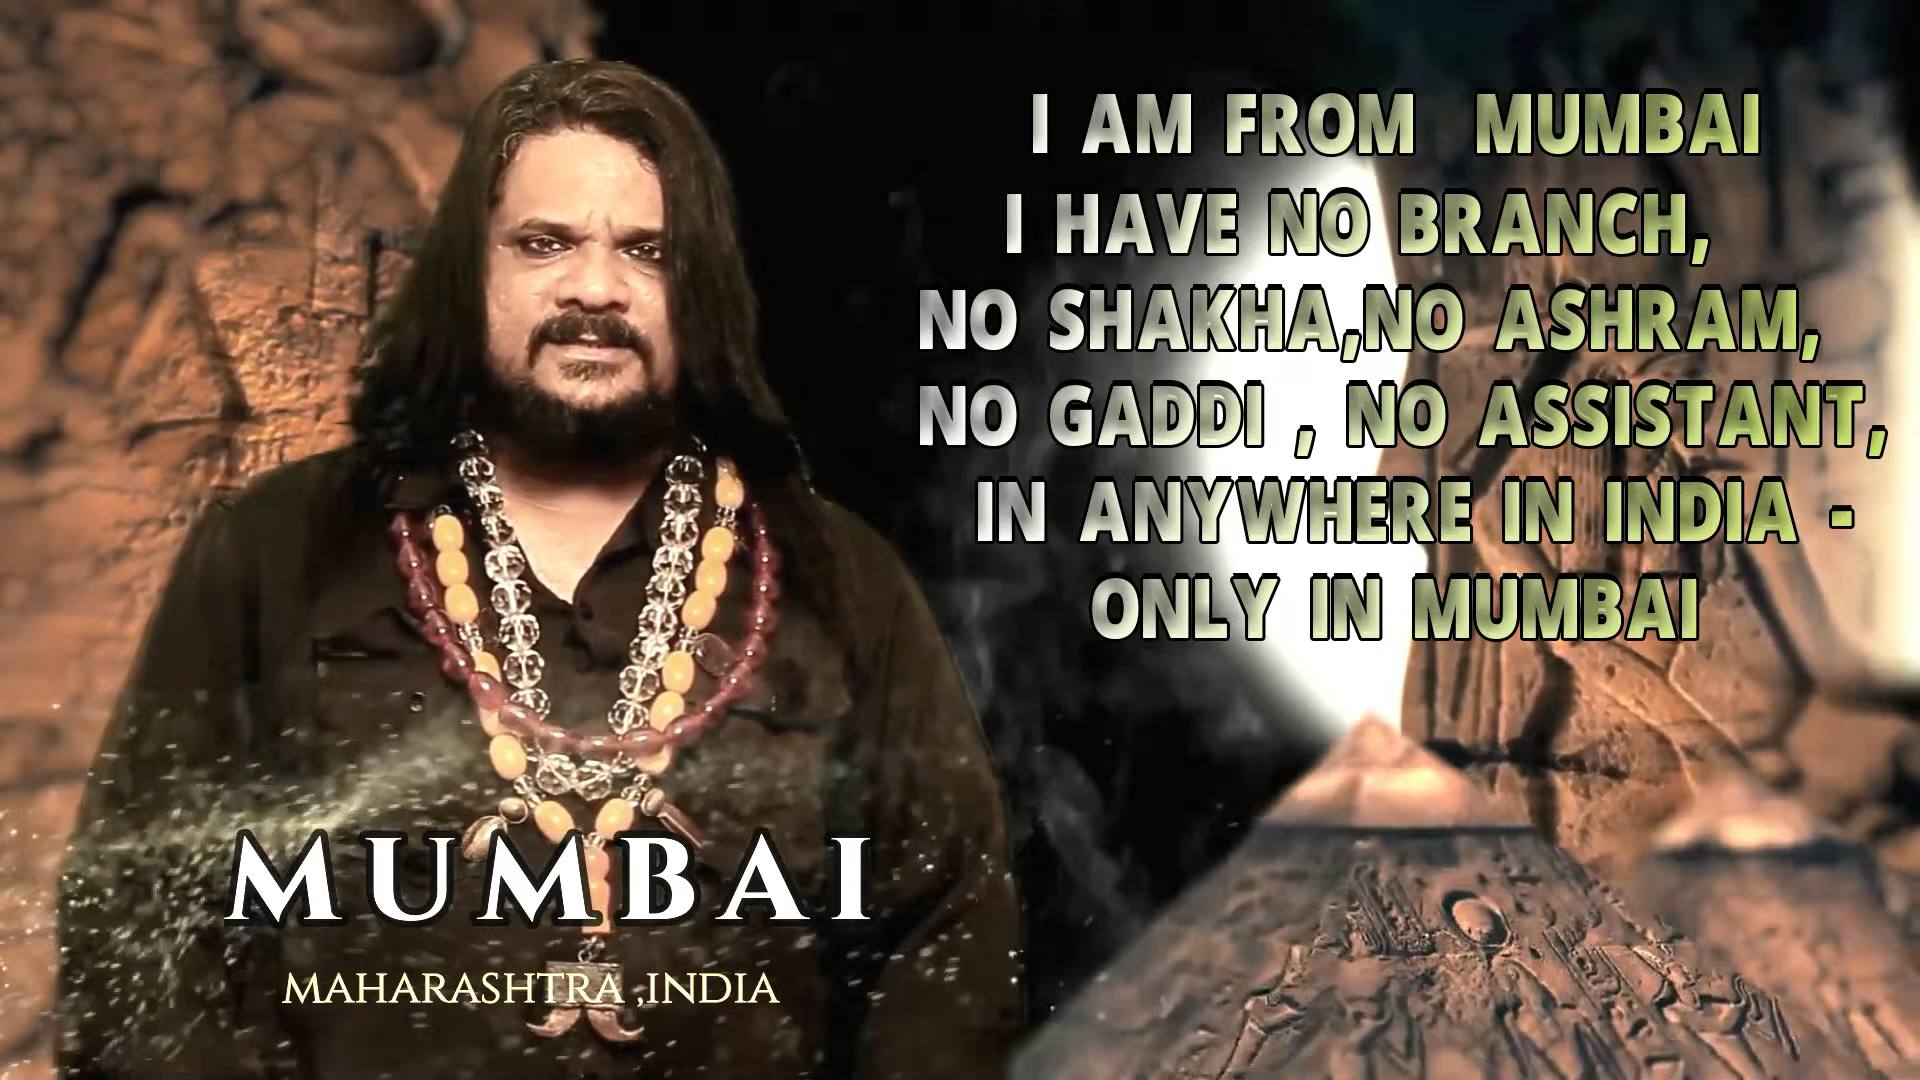 I AM FROM MUMBAI
I HAVE NO BRANCH,
NO SHAKHA,NO ASHRAM,
NO GADDI , NO ASSISTANT,
IN ANYWHERE IN INDIA -
ONLY IN MUMBAI
MUMBAI
MAHARASHTRA ,INDIA